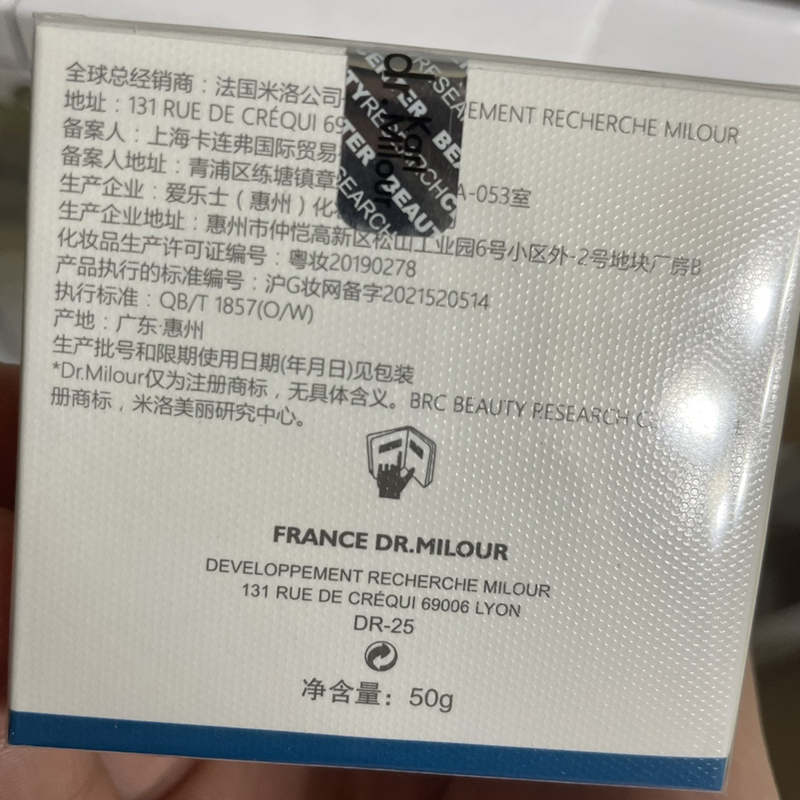 全球总经销商：法国米洛公司 EMENT RECHERCHE MILOUR
地址：131 RUE DE CRÉQUI 69
备案人：上海卡连弗国际贸易
备案人地址：青浦区练塘镇章 A-053室
生产企业：爱乐士（惠州）化
生产企业地址：惠州市仲恺高新区松山工业园6号小区外-2号地块厂房B
化妆品生产许可证编号：粤妆20190278
产品执行的标准编号：沪G妆网备字2021520514
执行标准：QB/T 1857(O/W)
产地：广东·惠州
生产批号和限期使用日期(年月日)见包装
*Dr.Milour仅为注册商标，无具体含义。BRC BEAUTY RESEARCH
册商标，米洛美丽研究中心。
dr.Karl
Milour
FRANCE DR.MILOUR
DEVELOPPEMENT RECHERCHE MILOUR
131 RUE DE CRÉQUI 69006 LYON
DR-25
净含量：50g